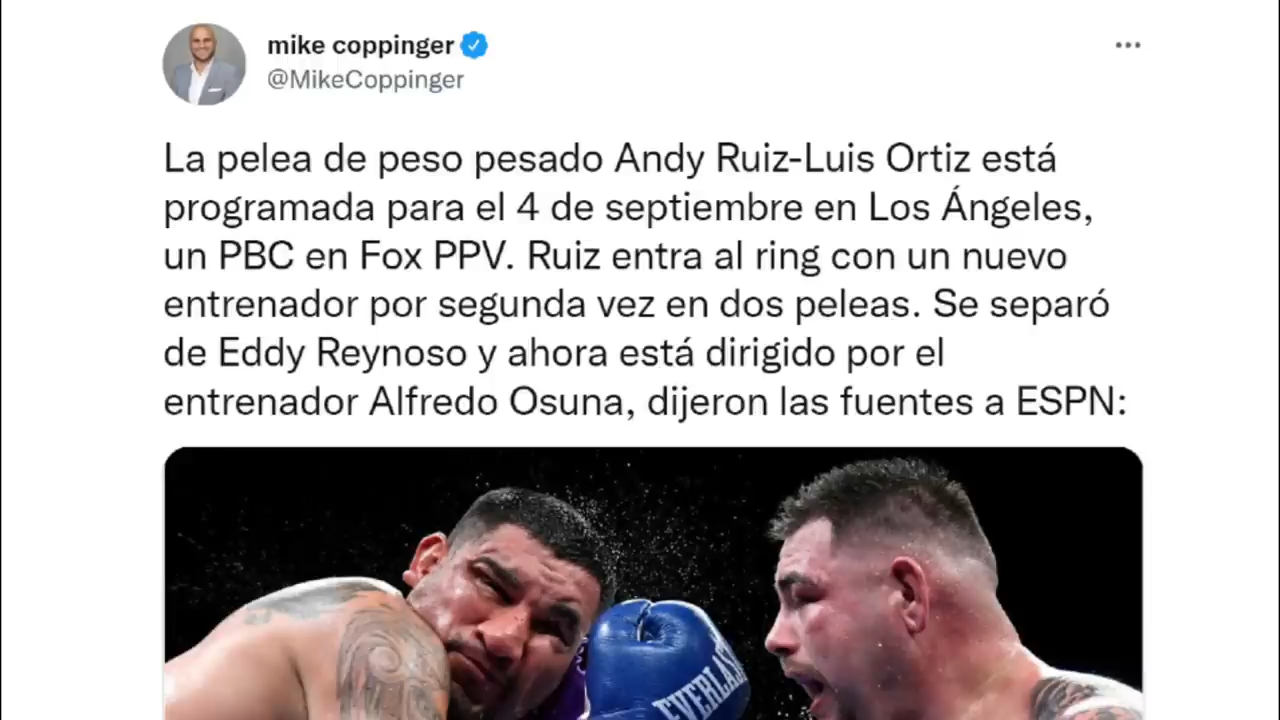 mike coppinger
@MikeCoppinger
La pelea de peso pesado Andy Ruiz-Luis Ortiz está
programada para el 4 de septiembre en Los Ángeles,
un PBC en Fox PPV. Ruiz entra al ring con un nuevo
entrenador por segunda vez en dos peleas. Se separó
de Eddy Reynoso y ahora está dirigido por el
entrenador Alfredo Osuna, dijeron las fuentes a ESPN:
EVERLAST